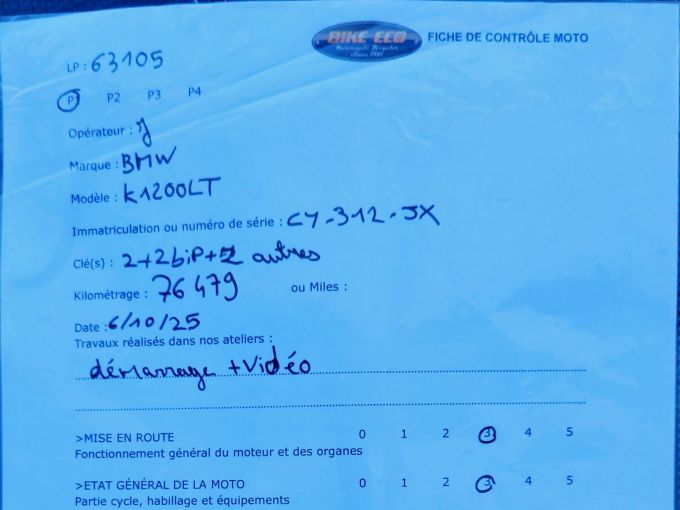 BIKE ECO
FICHE DE CONTRÔLE MOTO
LP : 63105
P1 P2 P3 P4
Opérateur : J
Marque : BMW
Modèle : K1200LT
Immatriculation ou numéro de série : CY-312-JX
Clé(s) : 2+2biP+2 autres
Kilométrage : 76479 ou Miles :
Date : 6/10/25
Travaux réalisés dans nos ateliers :
démarrage + Vidéo
>MISE EN ROUTE 0 1 2 3 4 5
Fonctionnement général du moteur et des organes
>ETAT GÉNÉRAL DE LA MOTO 0 1 2 3 4 5
Partie cycle, habillage et équipements